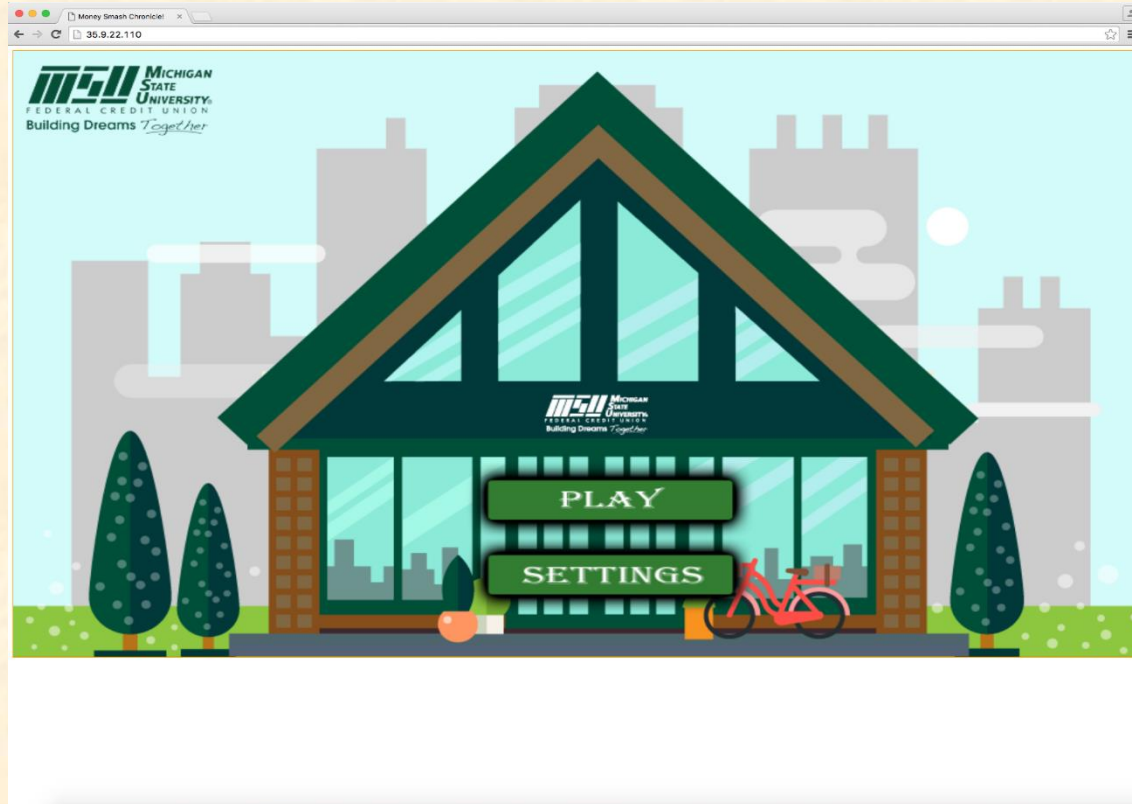 Money Smash Chronicle!
35.9.22.110
MICHIGAN
STATE
UNIVERSITY®
FEDERAL CREDIT UNION
Building Dreams Together
MSU MICHIGAN
STATE
UNIVERSITY®
FEDERAL CREDIT UNION
Building Dreams Together
PLAY
SETTINGS